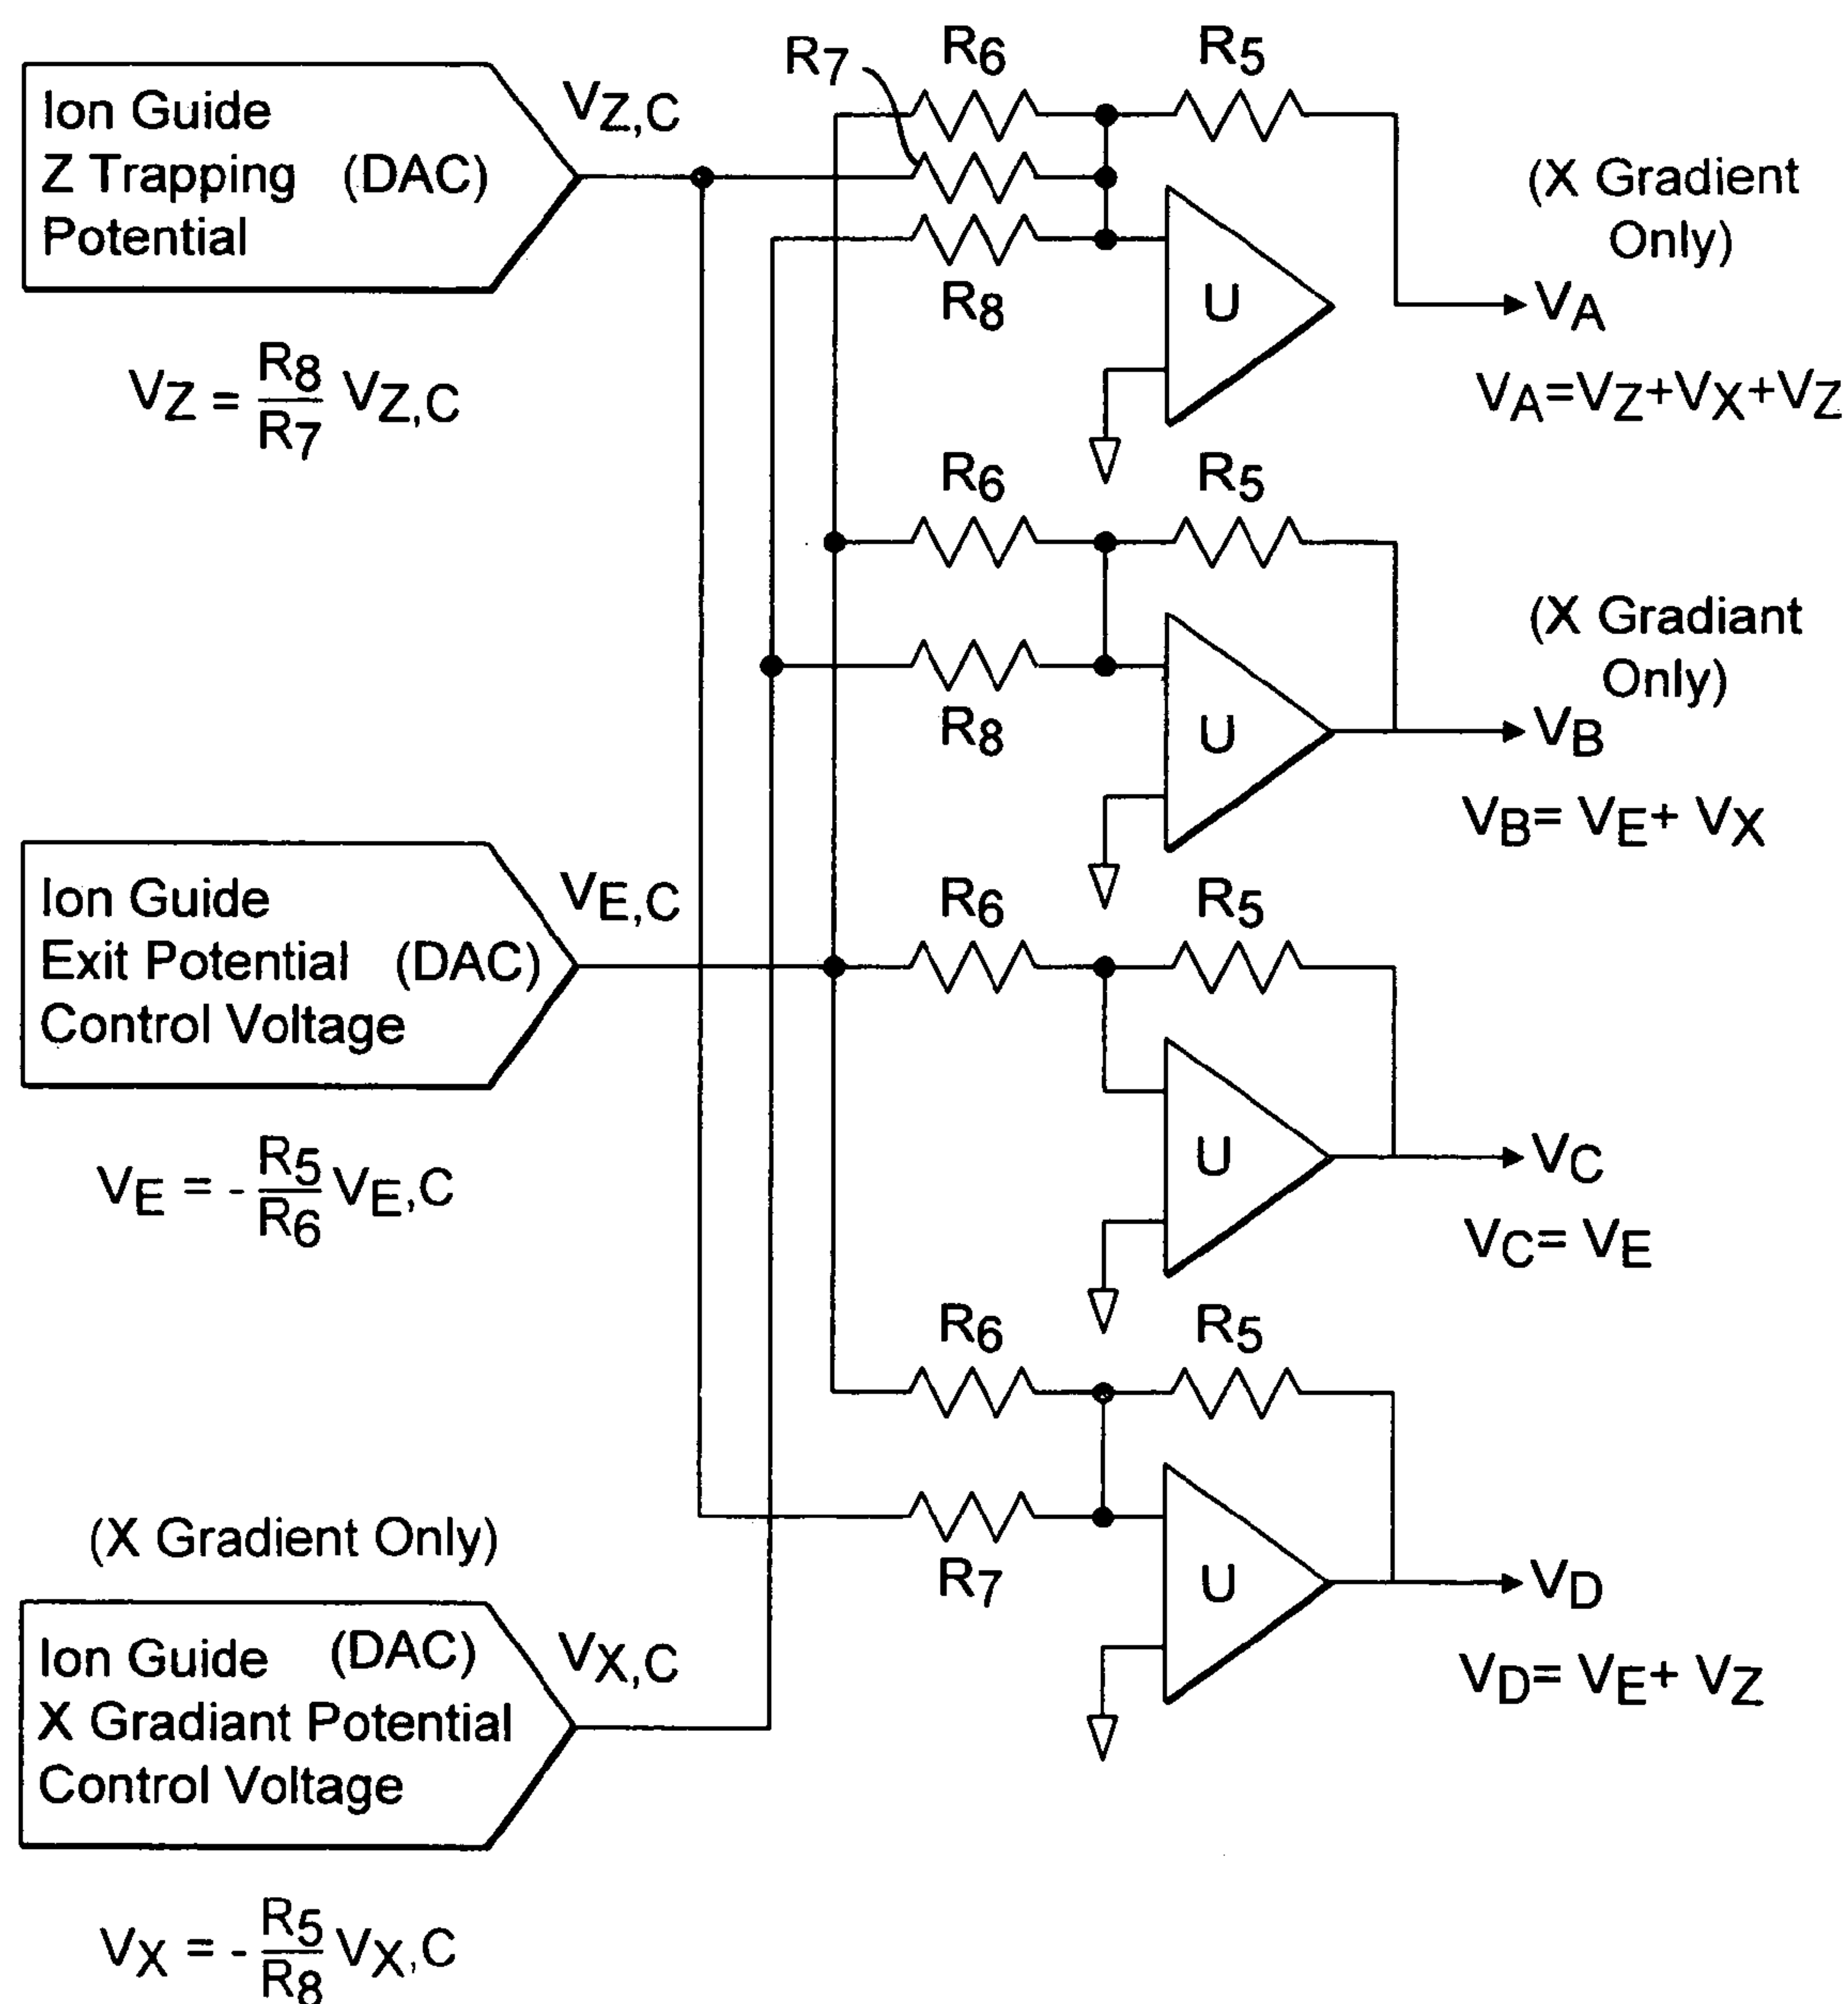 Ion Guide
Z Trapping (DAC)
Potential
VZ,C
VZ = R8/R7 VZ,C
R7
R6
R5
R8
U
(X Gradient
Only)
VA
VA=VZ+VX+VZ
R6
R5
R8
U
(X Gradiant
Only)
VB
VB= VE+ VX
Ion Guide
Exit Potential (DAC)
Control Voltage
VE,C
VE = - R5/R6 VE,C
R6
R5
U
VC
VC= VE
R6
R5
R7
U
VD
VD= VE+ VZ
(X Gradient Only)
Ion Guide (DAC)
X Gradiant Potential
Control Voltage
VX,C
VX = - R5/R8 VX,C